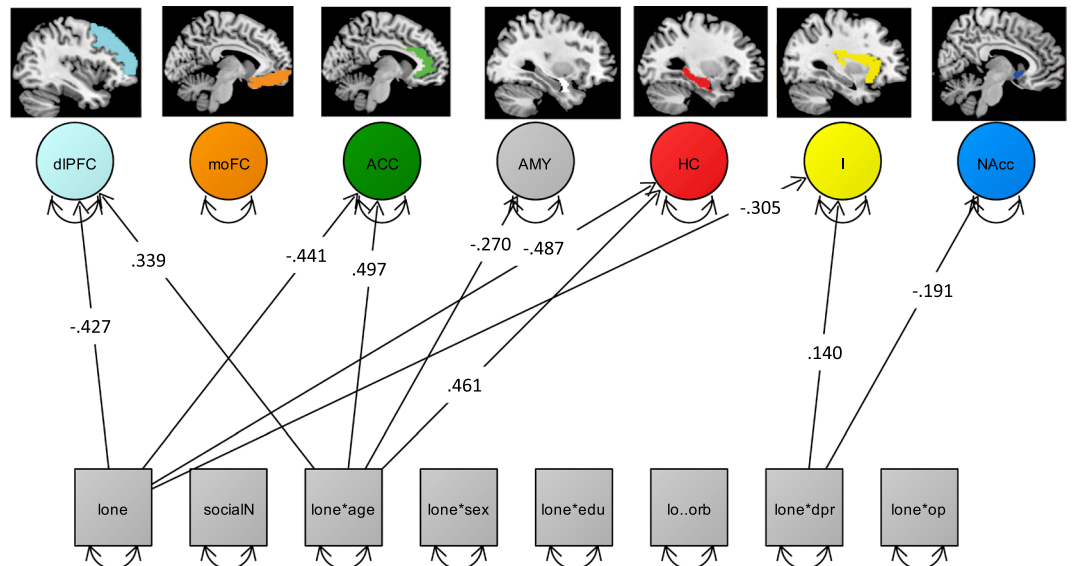 dlPFC
moFC
ACC
AMY
HC
I
NAcc
-.305
.339
-.441
.497
-.270
-.487
-.191
-.427
.140
.461
lone
socialN
lone*age
lone*sex
lone*edu
lo..orb
lone*dpr
lone*op